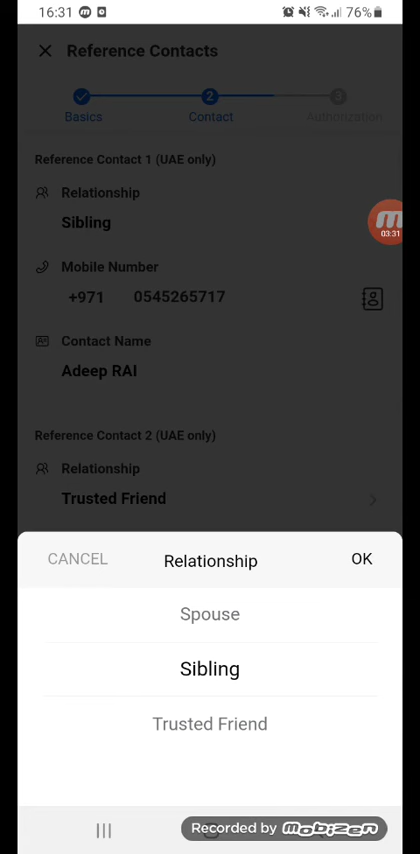 16:31 76%
Reference Contacts
2 3
Basics Contact Authorization
Reference Contact 1 (UAE only)
Relationship
Sibling
03:31
Mobile Number
+971 0545265717
Contact Name
Adeep RAI
Reference Contact 2 (UAE only)
Relationship
Trusted Friend
CANCEL Relationship OK
Spouse
Sibling
Trusted Friend
Recorded by mobizen